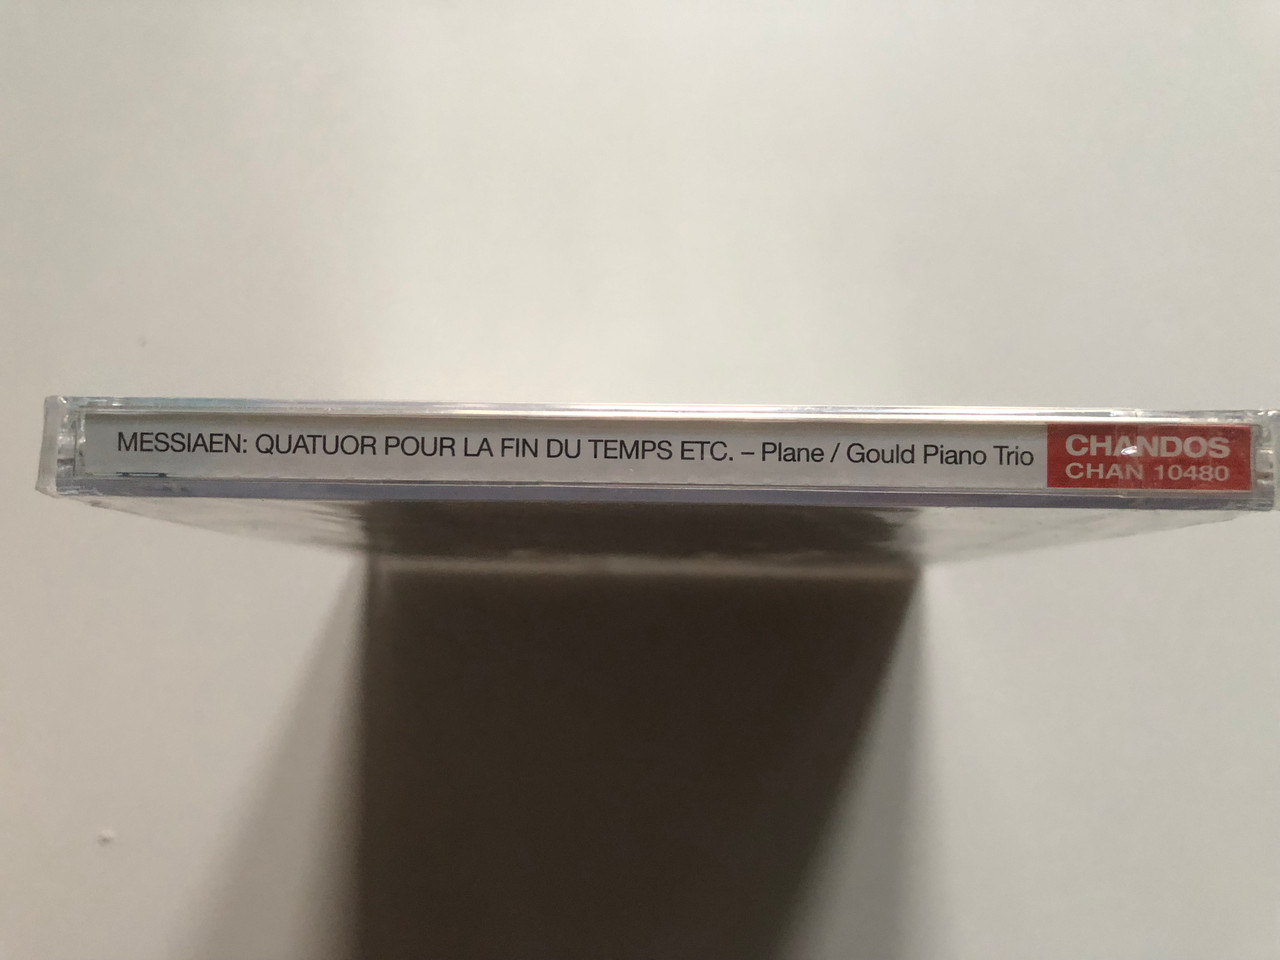 MESSIAEN: QUATUOR POUR LA FIN DU TEMPS ETC. – Plane / Gould Piano Trio
CHANDOS
CHAN 10480